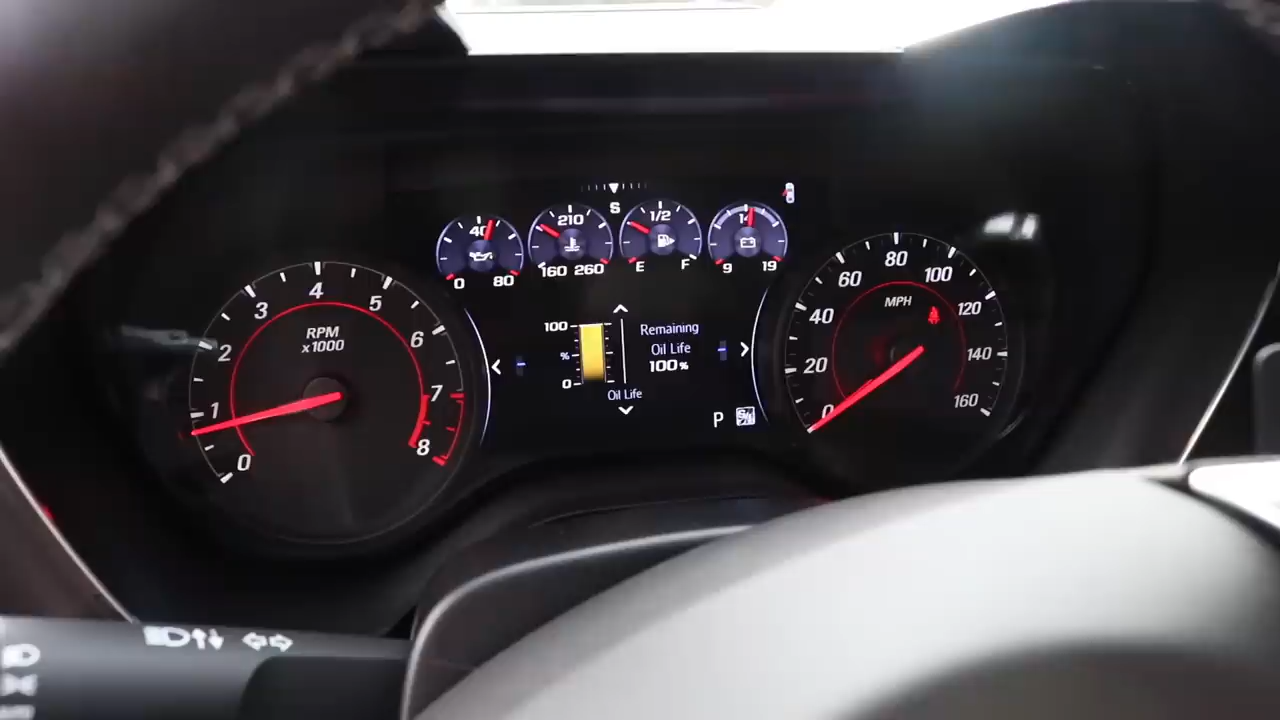 S
40
0 80
210
160 260
1/2
E F
14
9 19
0 1 2 3 4 5 6 7 8
RPM
x1000
100
%
0
Remaining
Oil Life
100%
Oil Life
P
0 20 40 60 80 100 120 140 160
MPH